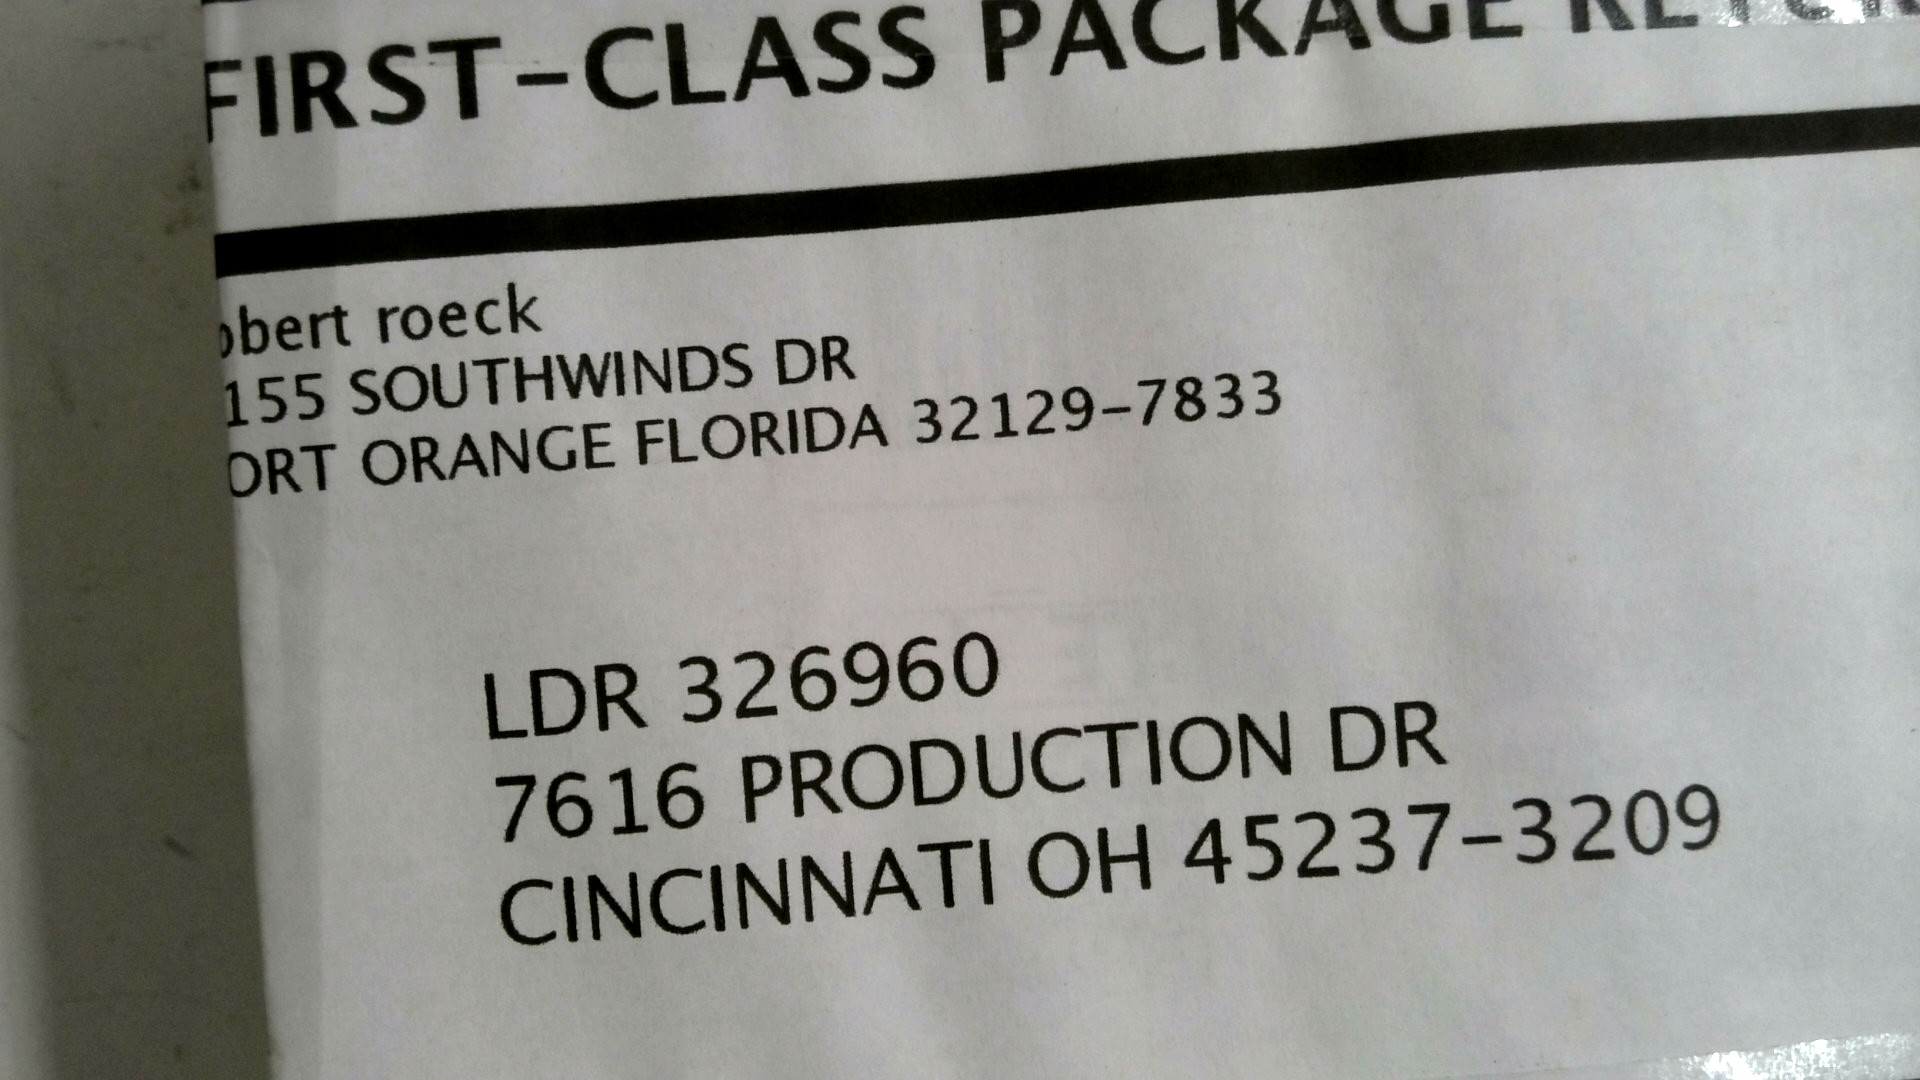 FIRST-CLASS PACKAGE
obert roeck
155 SOUTHWINDS DR
ORT ORANGE FLORIDA 32129-7833
LDR 326960
7616 PRODUCTION DR
CINCINNATI OH 45237-3209